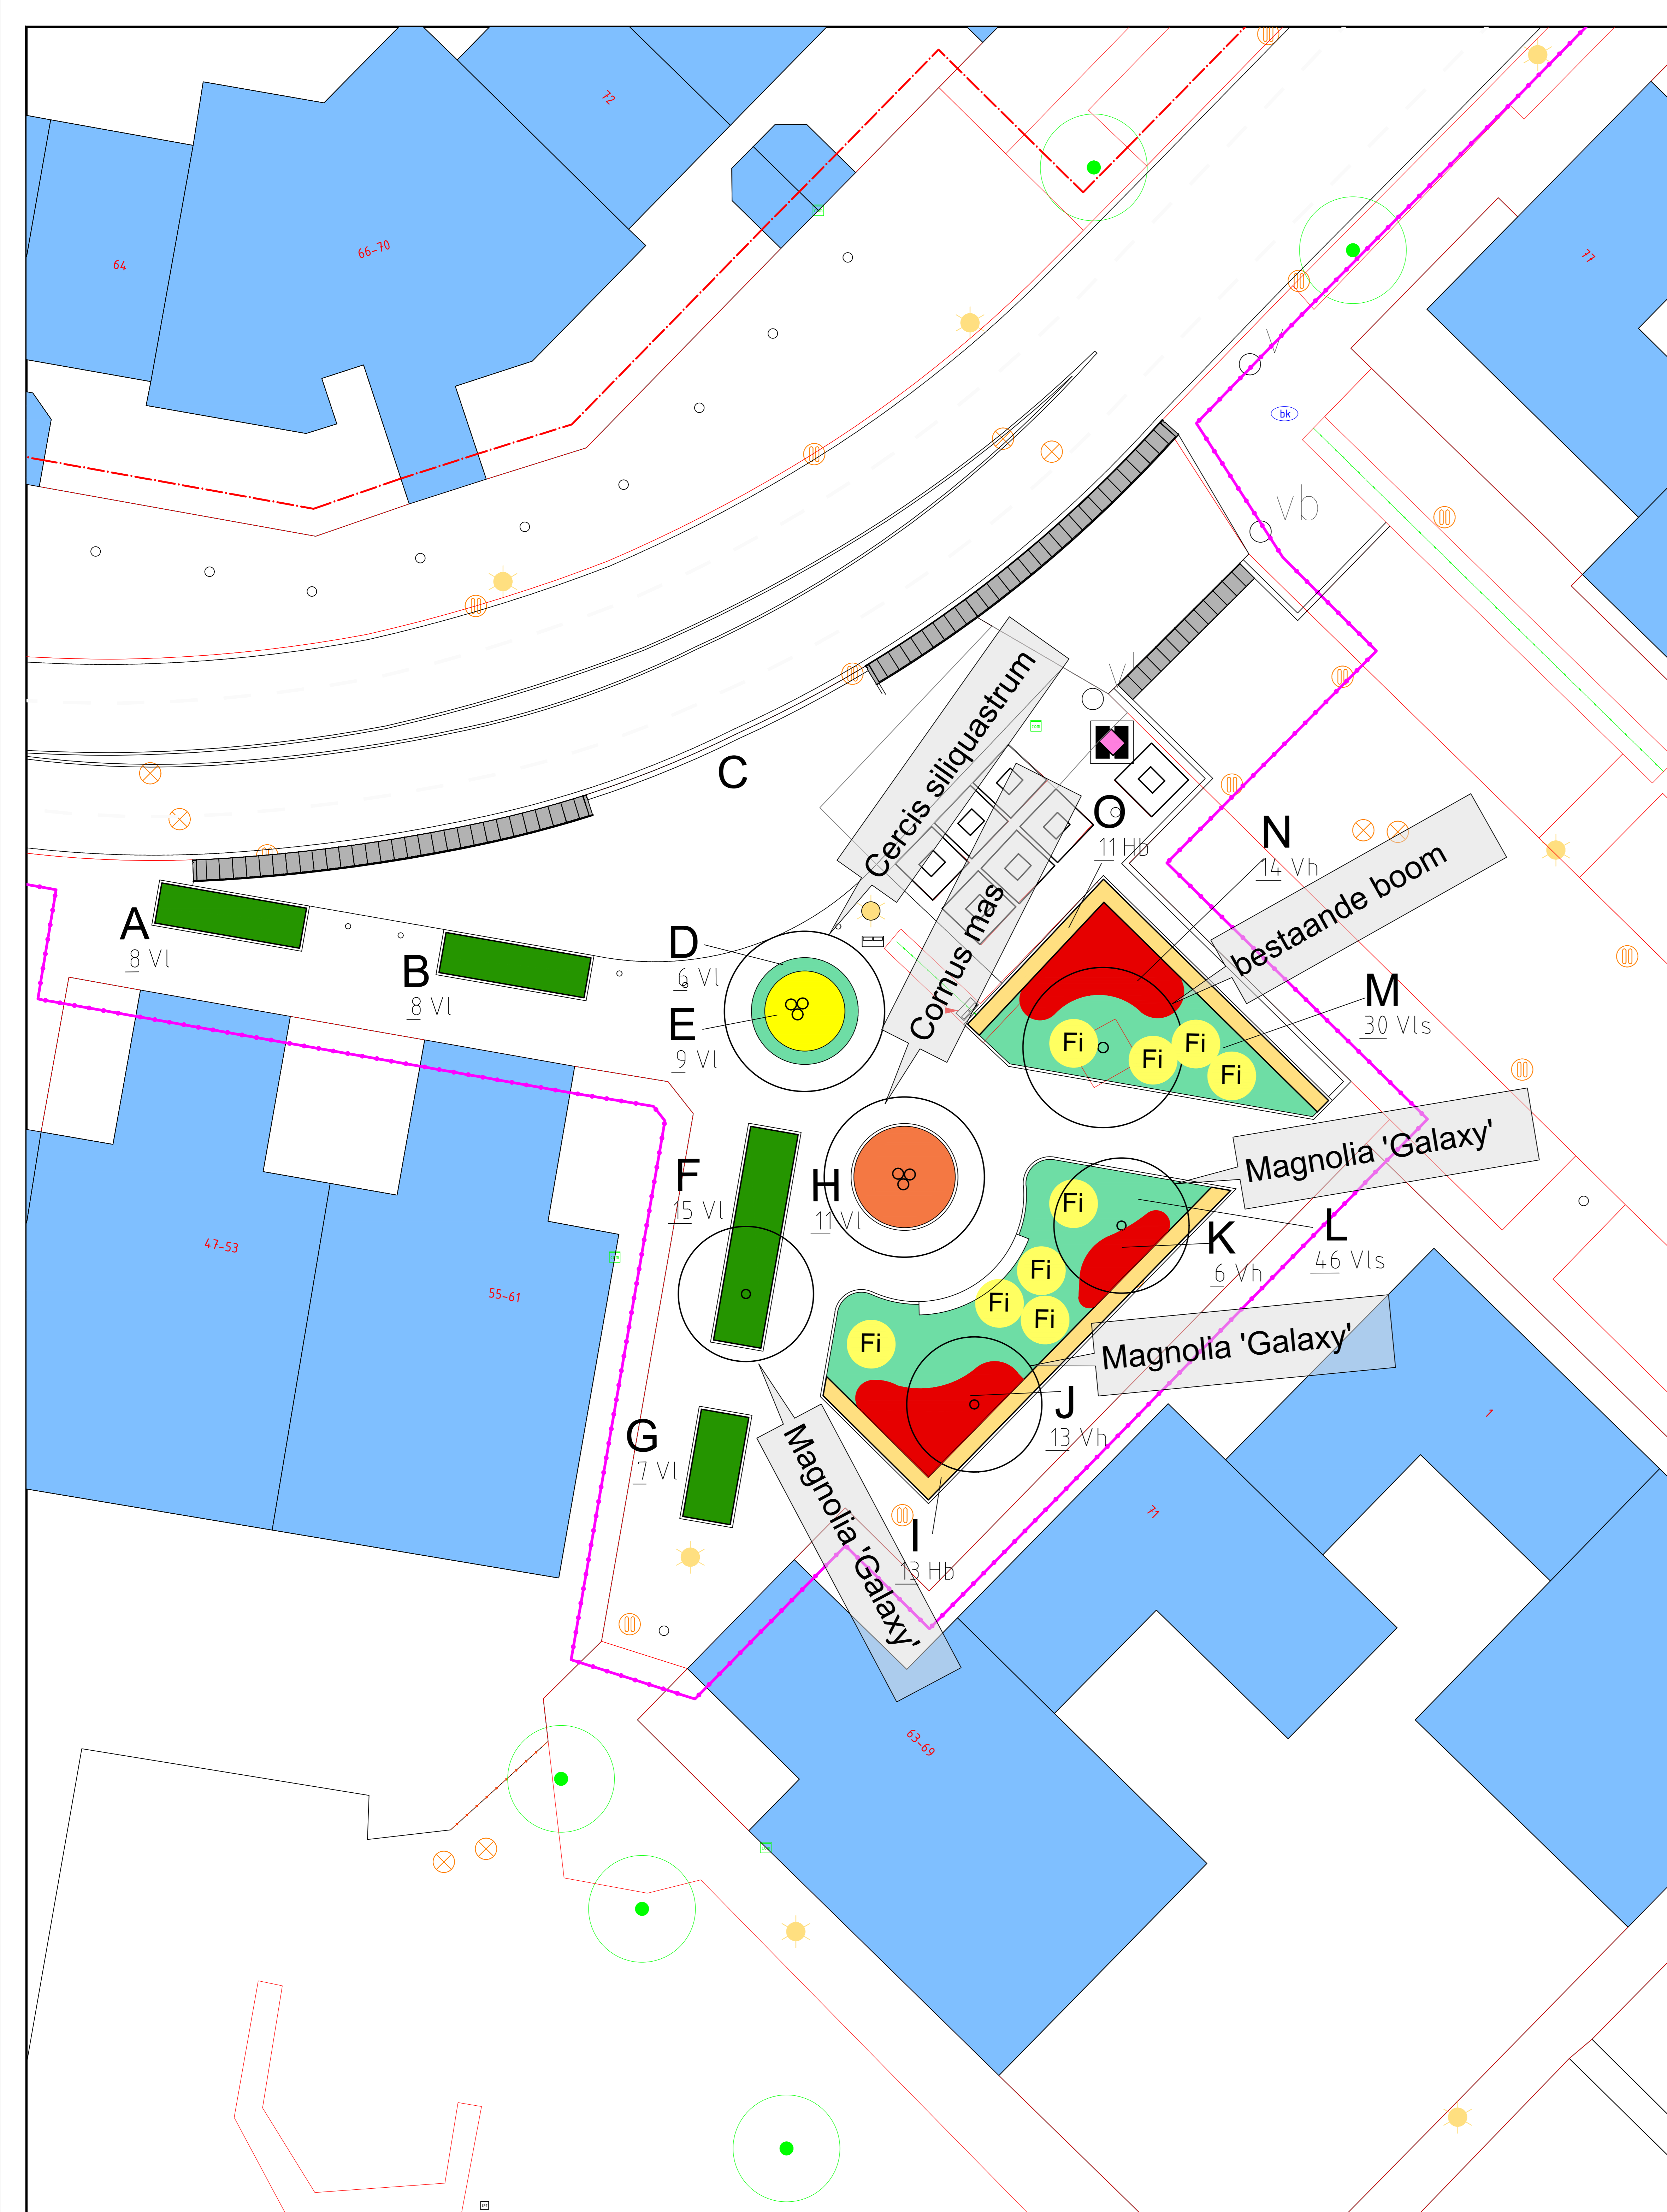 72
66-70
64
77
v
bk
vb
Cercis siliquastrum
C
O
11 Hb
N
14 Vh
bestaande boom
Cornus mas
A
8 Vl
B
8 Vl
D
6 Vl
E
9 Vl
M
30 Vls
Fi
Fi
Fi
Fi
Magnolia 'Galaxy'
F
15 Vl
H
11 Vl
Fi
L
46 Vls
K
6 Vh
47-53
55-61
Fi
Fi
Fi
Fi
Magnolia 'Galaxy'
J
13 Vh
G
7 Vl
Magnolia 'Galaxy'
I
13 Hb
1
71
63-69